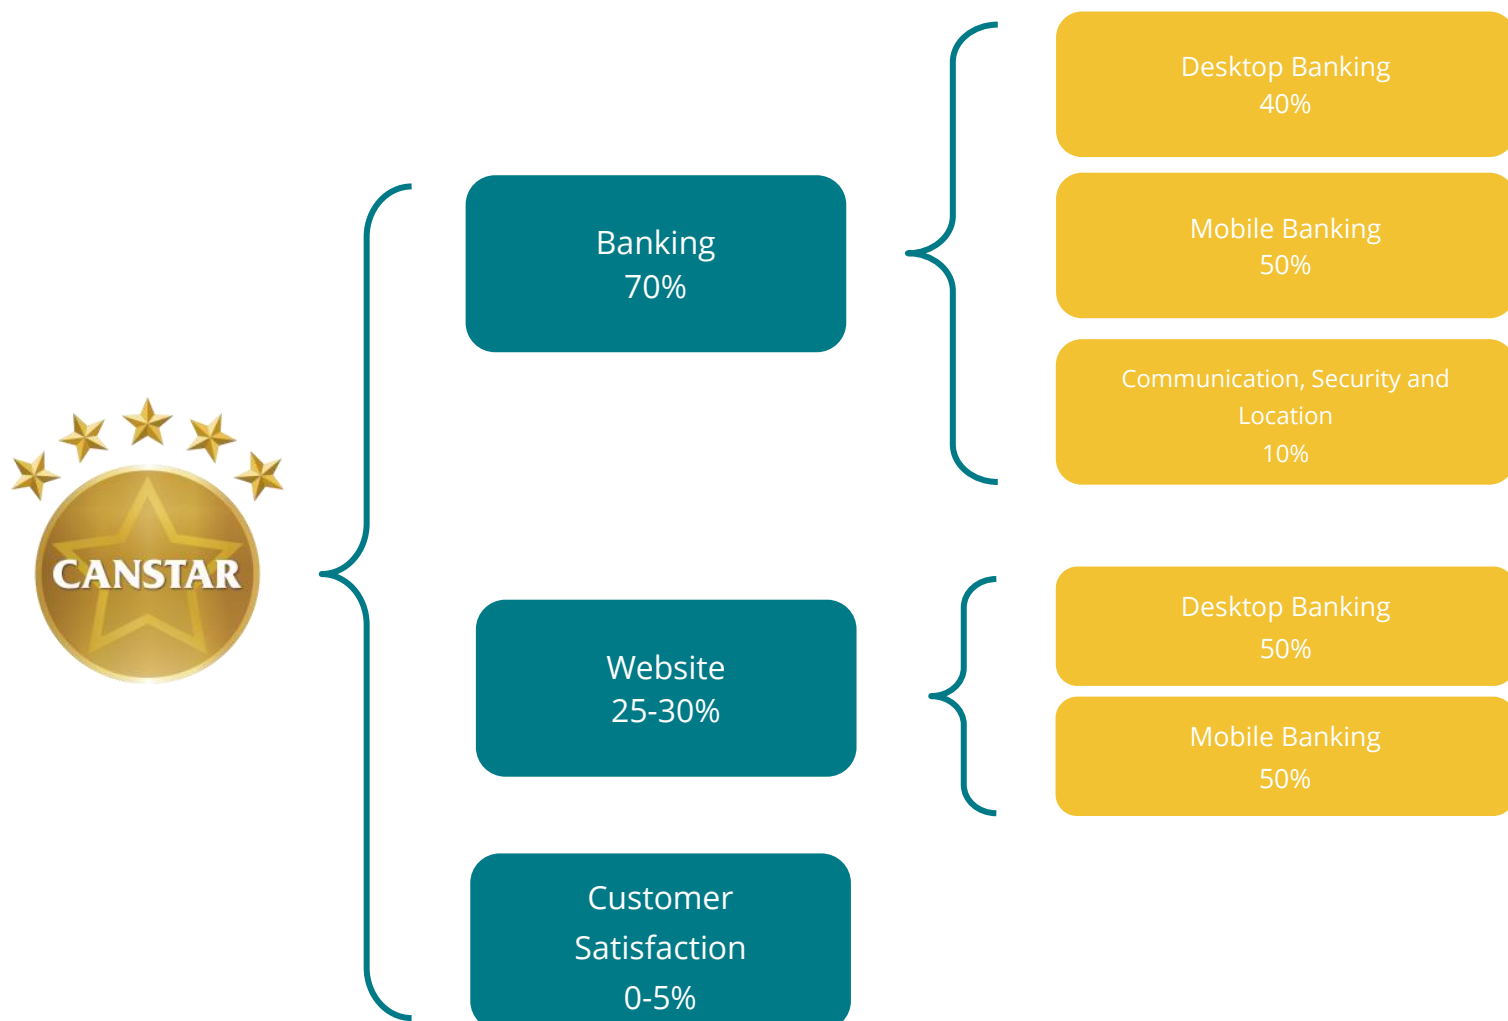 CANSTAR
Banking
70%
Desktop Banking
40%
Mobile Banking
50%
Communication, Security and
Location
10%
Website
25-30%
Desktop Banking
50%
Mobile Banking
50%
Customer
Satisfaction
0-5%